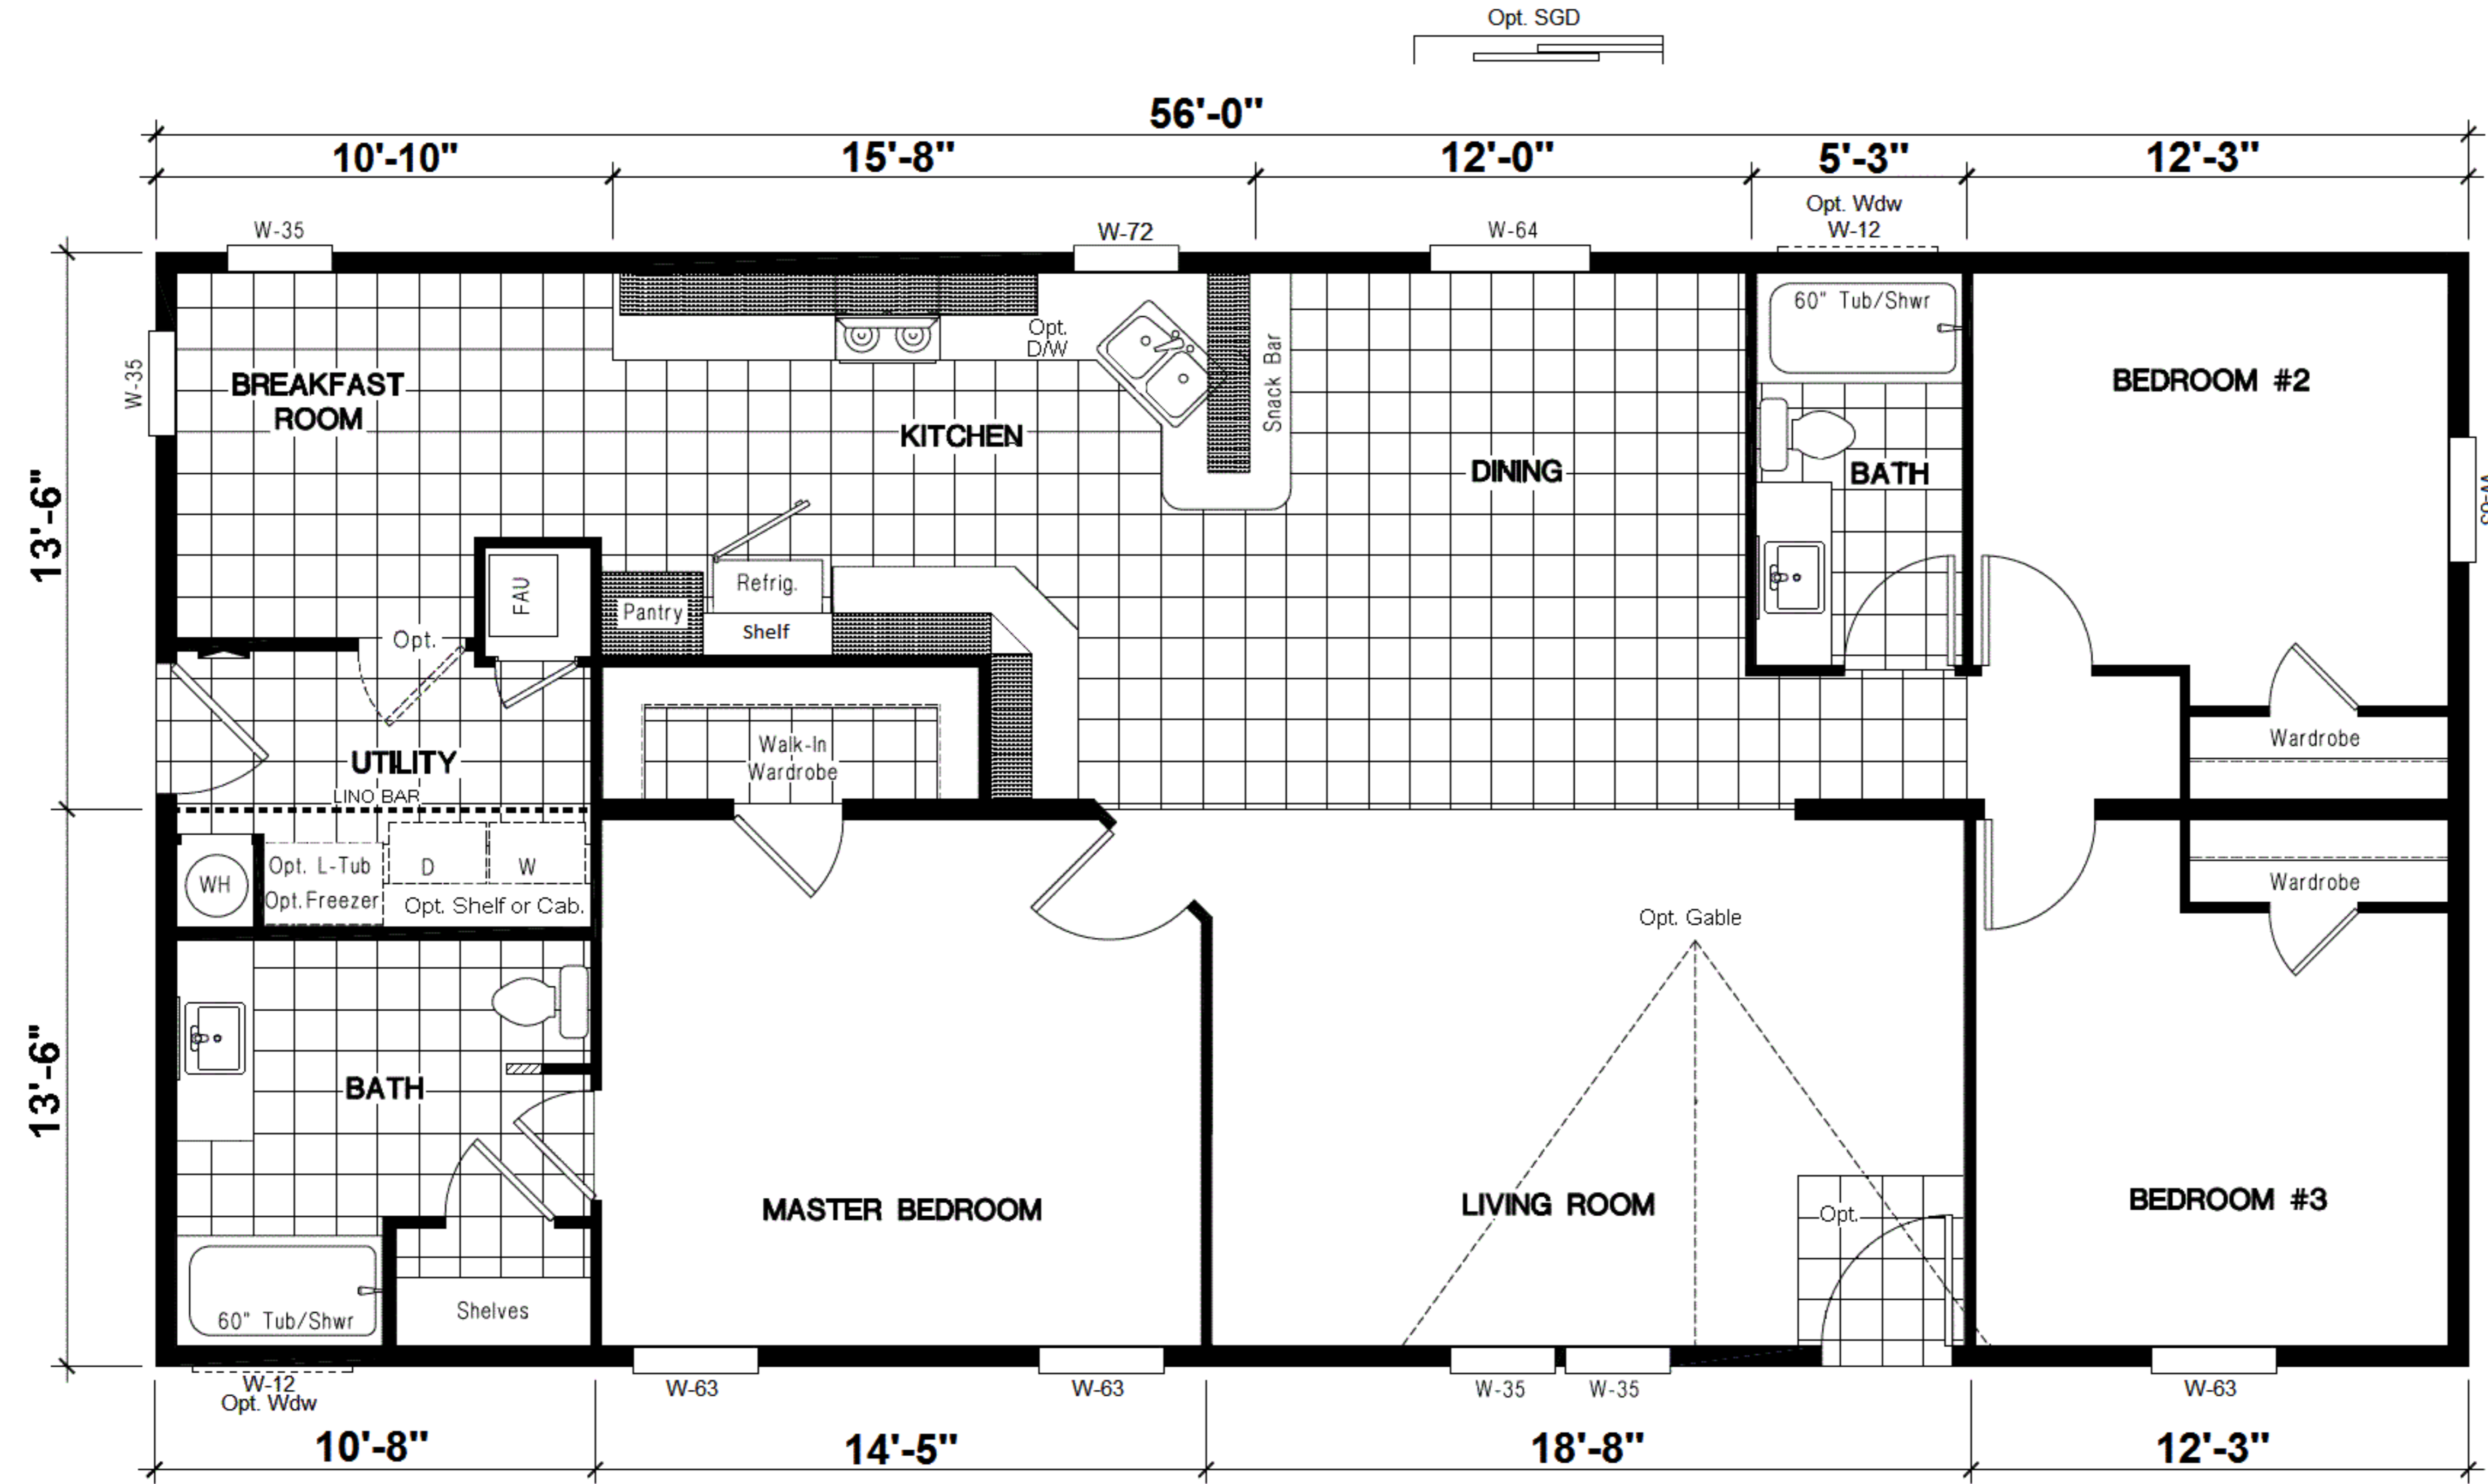 Opt. SGD
56'-0"
10'-10"
15'-8"
12'-0"
5'-3"
12'-3"
Opt. Wdw
W-12
W-35
W-72
W-64
60" Tub/Shwr
W-35
Opt.
D/W
Snack Bar
BREAKFAST
ROOM
KITCHEN
DINING
BATH
BEDROOM #2
13'-6"
FAU
Refrig.
Pantry
Shelf
Opt.
Walk-In
Wardrobe
UTILITY
LINO BAR
Wardrobe
WH
Opt. L-Tub
Opt.Freezer
D
W
Opt. Shelf or Cab.
Wardrobe
Opt. Gable
13'-6"
BATH
MASTER BEDROOM
LIVING ROOM
Opt.
BEDROOM #3
60" Tub/Shwr
Shelves
W-12
Opt. Wdw
W-63
W-63
W-35
W-35
W-63
10'-8"
14'-5"
18'-8"
12'-3"